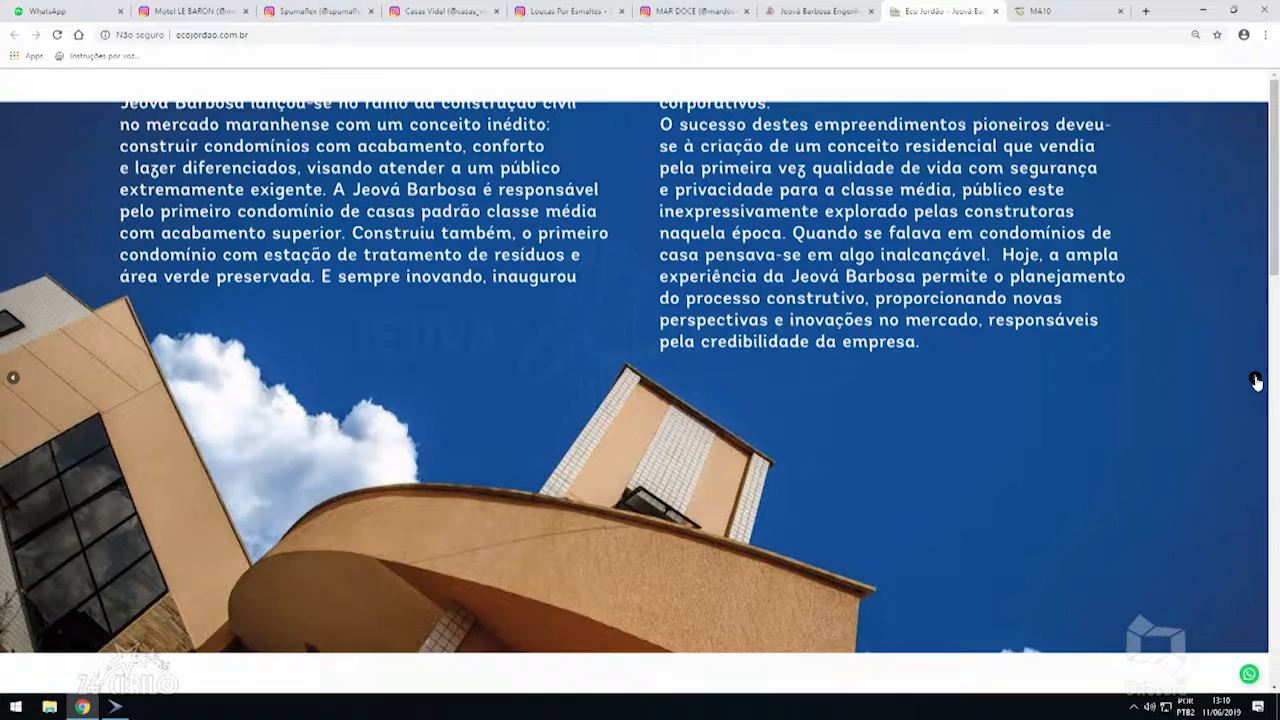 WhatsApp
Motel LE BARON (@m
Spumaflex (@spumafle
Casas Vidal (@casas_v
Loucas Por Esmaltes •
MAR DOCE (@mardoc
Jeová Barbosa Engenh
Eco Jordão – Jeová Ba
MA10
Não seguro
ecojordao.com.br
Apps
Instruções por voz...
Jeová Barbosa lançou-se no ramo da construção civil
no mercado maranhense com um conceito inédito:
construir condomínios com acabamento, conforto
e lazer diferenciados, visando atender a um público
extremamente exigente. A Jeová Barbosa é responsável
pelo primeiro condomínio de casas padrão classe média
com acabamento superior. Construiu também, o primeiro
condomínio com estação de tratamento de resíduos e
área verde preservada. E sempre inovando, inaugurou
corporativos.
O sucesso destes empreendimentos pioneiros deveu-
se à criação de um conceito residencial que vendia
pela primeira vez qualidade de vida com segurança
e privacidade para a classe média, público este
inexpressivamente explorado pelas construtoras
naquela época. Quando se falava em condomínios de
casa pensava-se em algo inalcançável. Hoje, a ampla
experiência da Jeová Barbosa permite o planejamento
do processo construtivo, proporcionando novas
perspectivas e inovações no mercado, responsáveis
pela credibilidade da empresa.
Zé CIRILO
Difusora
POR
PTB2
13:10
11/06/2019